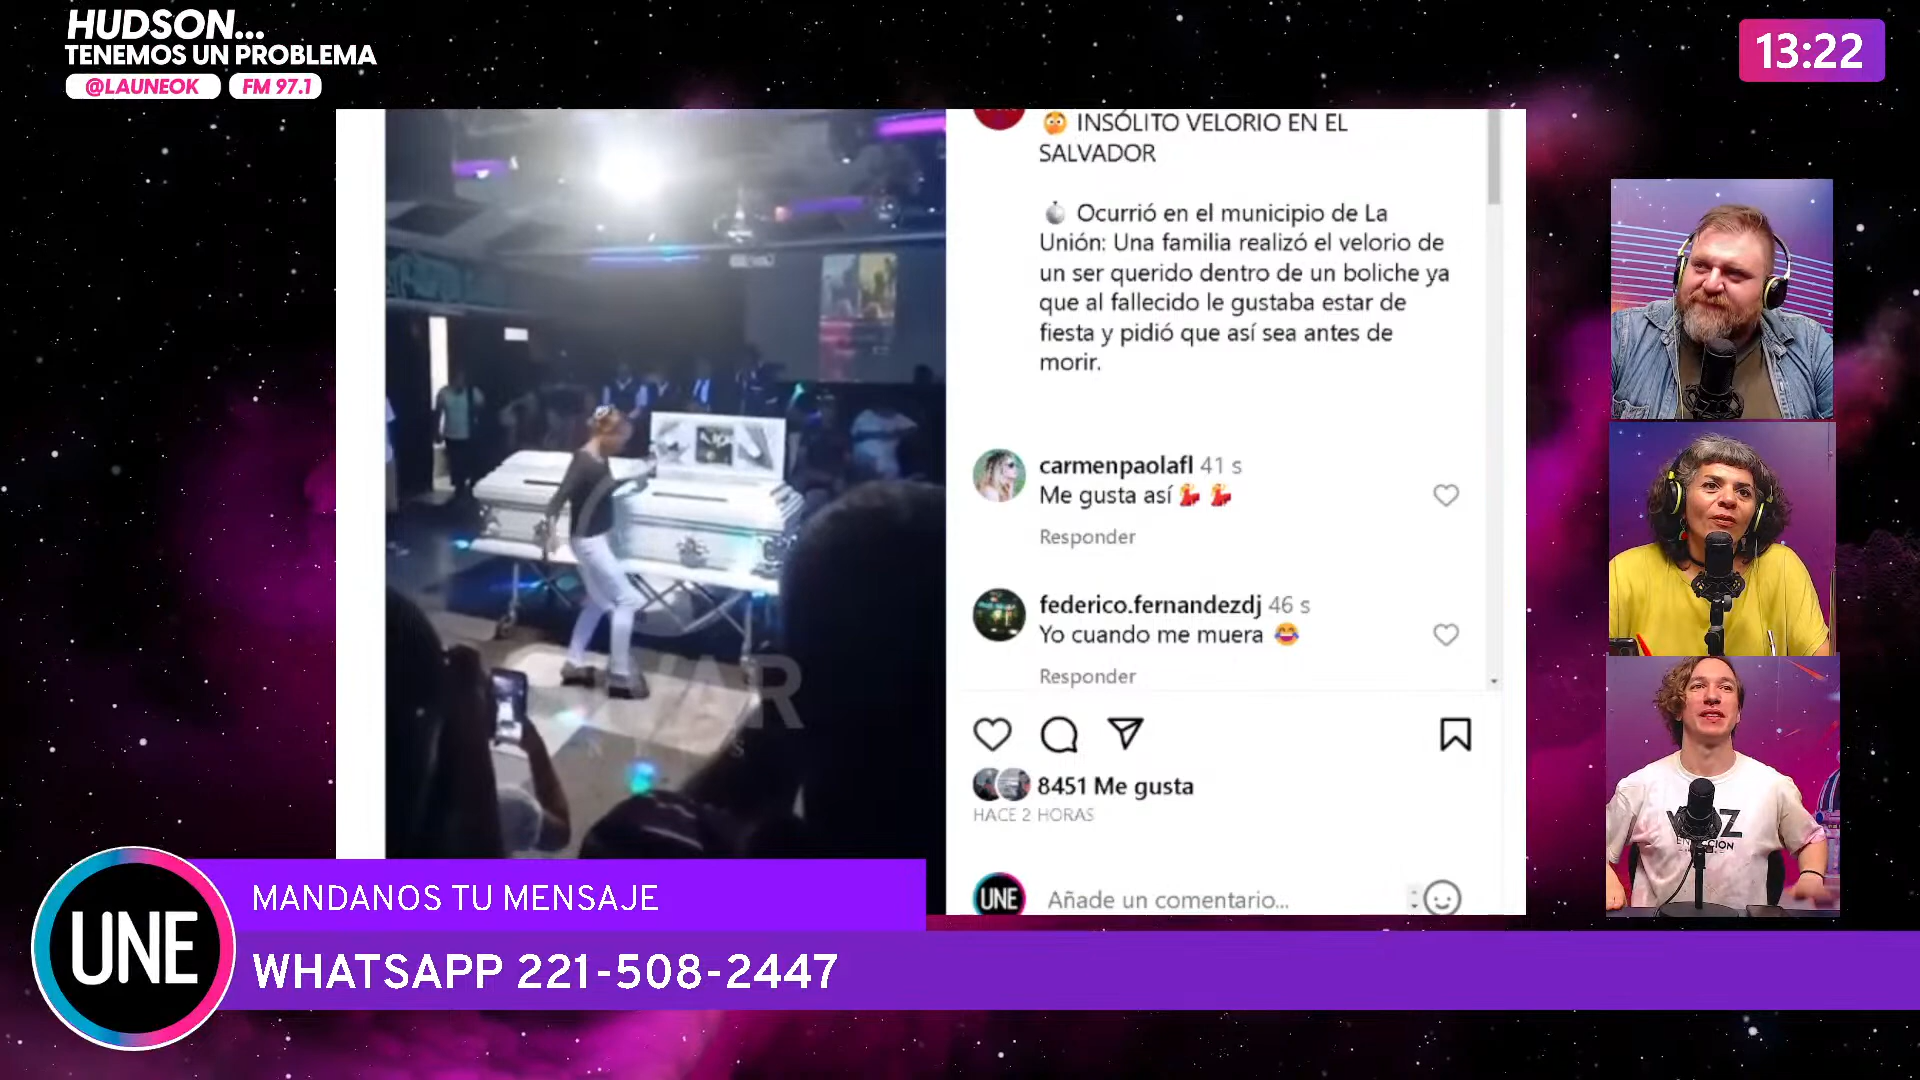 HUDSON...
TENEMOS UN PROBLEMA
@LAUNEOK FM 97.1
13:22
INSÓLITO VELORIO EN EL
SALVADOR
Ocurrió en el municipio de La
Unión: Una familia realizó el velorio de
un ser querido dentro de un boliche ya
que al fallecido le gustaba estar de
fiesta y pidió que así sea antes de
morir.
carmenpaolafl 41 s
Me gusta así
Responder
federico.fernandezdj 46 s
Yo cuando me muera
Responder
8451 Me gusta
HACE 2 HORAS
UNE Añade un comentario...
MANDANOS TU MENSAJE
UNE
WHATSAPP 221-508-2447